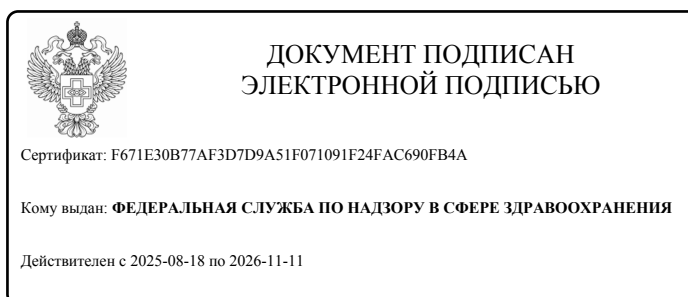 ДОКУМЕНТ ПОДПИСАН
ЭЛЕКТРОННОЙ ПОДПИСЬЮ
Сертификат: F671E30B77AF3D7D9A51F071091F24FAC690FB4A
Кому выдан: ФЕДЕРАЛЬНАЯ СЛУЖБА ПО НАДЗОРУ В СФЕРЕ ЗДРАВООХРАНЕНИЯ
Действителен с 2025-08-18 по 2026-11-11